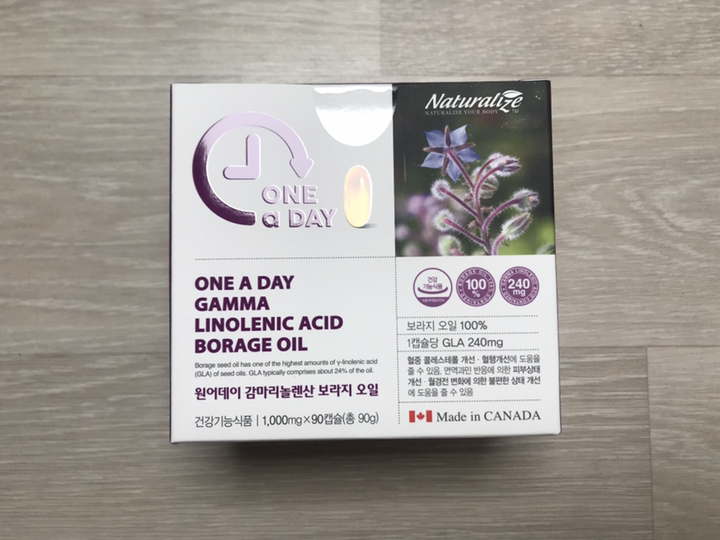 ONE
a DAY
Naturalize
NATURALIZE YOUR BODY
TM
ONE A DAY
GAMMA
LINOLENIC ACID
BORAGE OIL
Borage seed oil has one of the highest amounts of γ-linolenic acid
(GLA) of seed oils. GLA typically comprises about 24% of the oil.
원어데이 감마리놀렌산 보라지 오일
건강기능식품 | 1,000mg×90캡슐(총 90g)
건강
기능식품
100
%
240
mg
보라지 오일 100%
1캡슐당 GLA 240mg
혈중 콜레스테롤 개선·혈행개선에 도움을
줄 수 있음, 면역과민 반응에 의한 피부상태
개선·월경전 변화에 의한 불편한 상태 개선
에 도움을 줄 수 있음
Made in CANADA